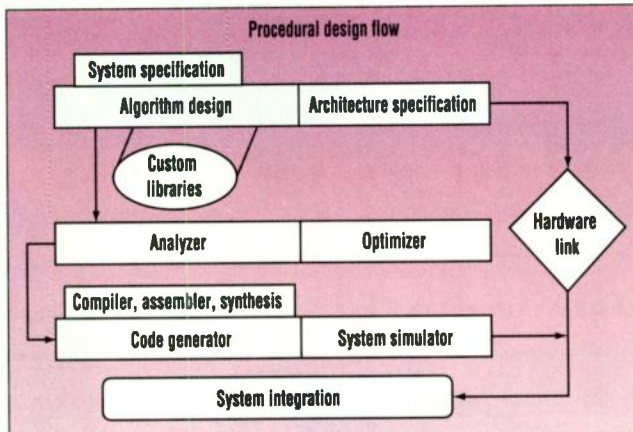 Procedural design flow
System specification
Algorithm design
Architecture specification
Custom
libraries
Hardware
link
Analyzer
Optimizer
Compiler, assembler, synthesis
Code generator
System simulator
System integration